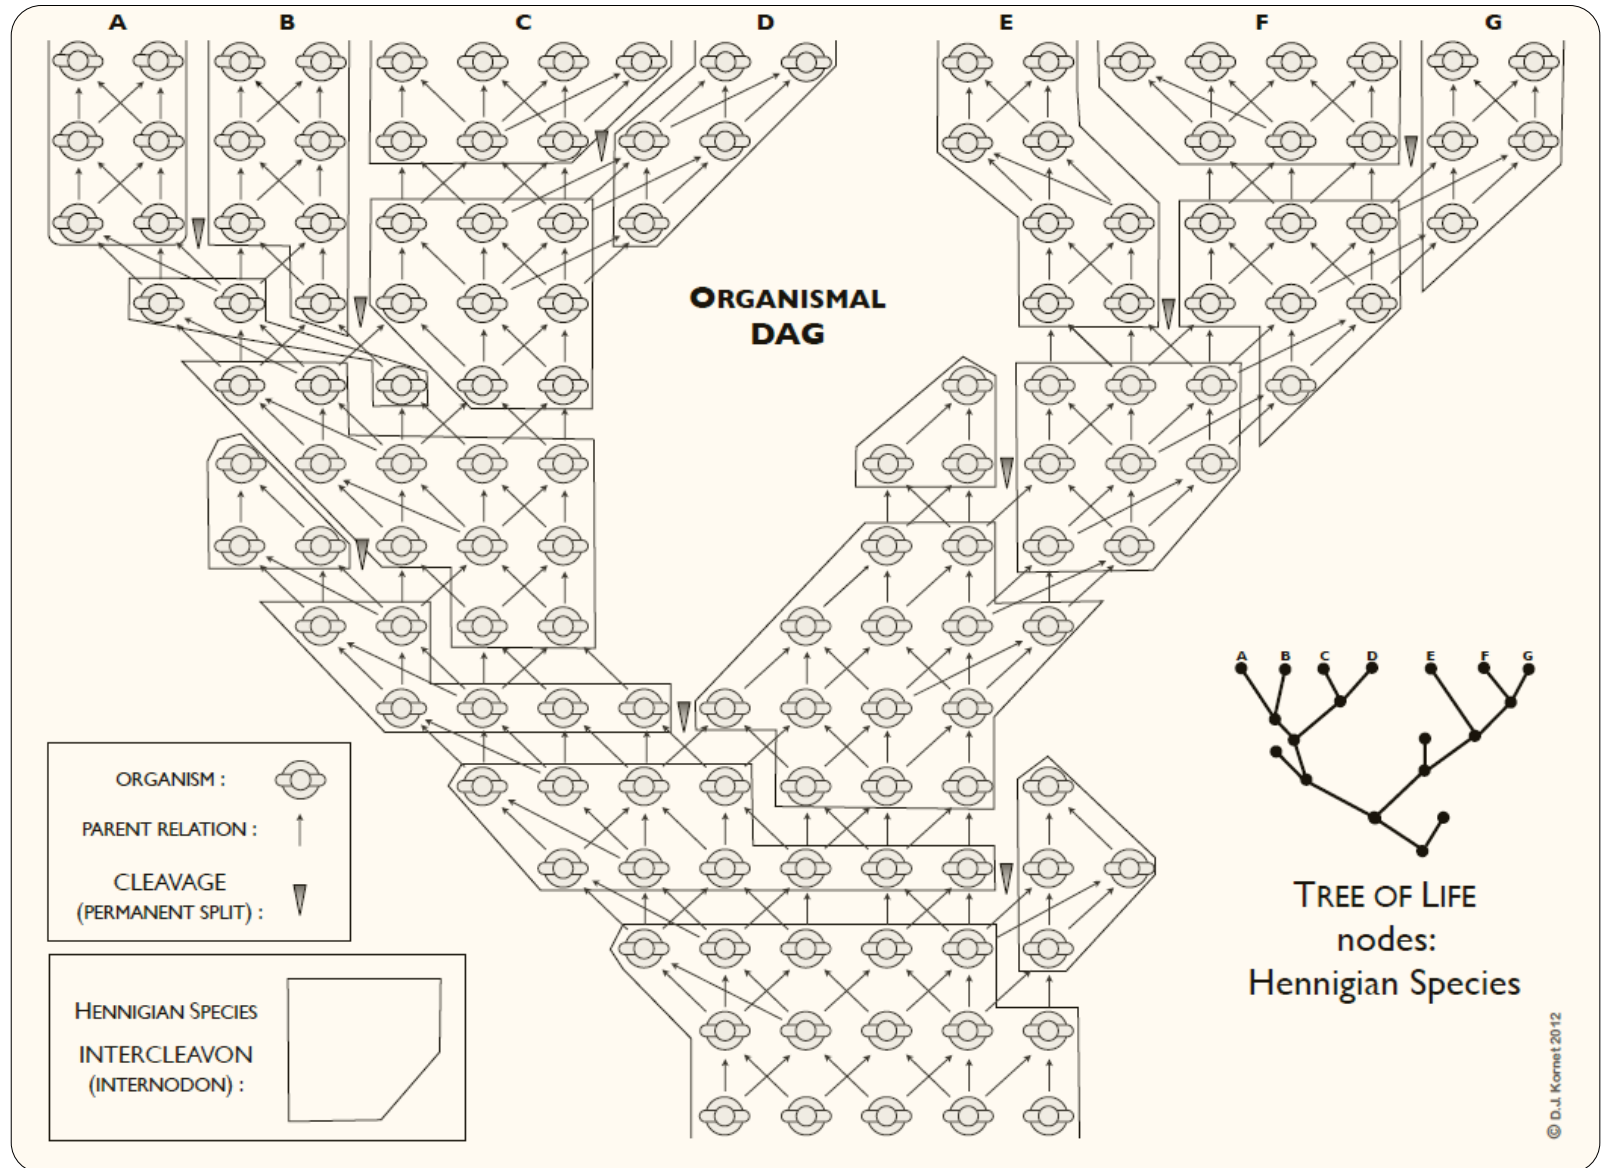 A B C D E F G
ORGANISMAL
DAG
A B C D E F G
ORGANISM :
PARENT RELATION :
CLEAVAGE
(PERMANENT SPLIT) :
TREE OF LIFE
nodes:
Hennigian Species
HENNIGIAN SPECIES
INTERCLEAVON
(INTERNODON) :
© D.J. Kornet 2012